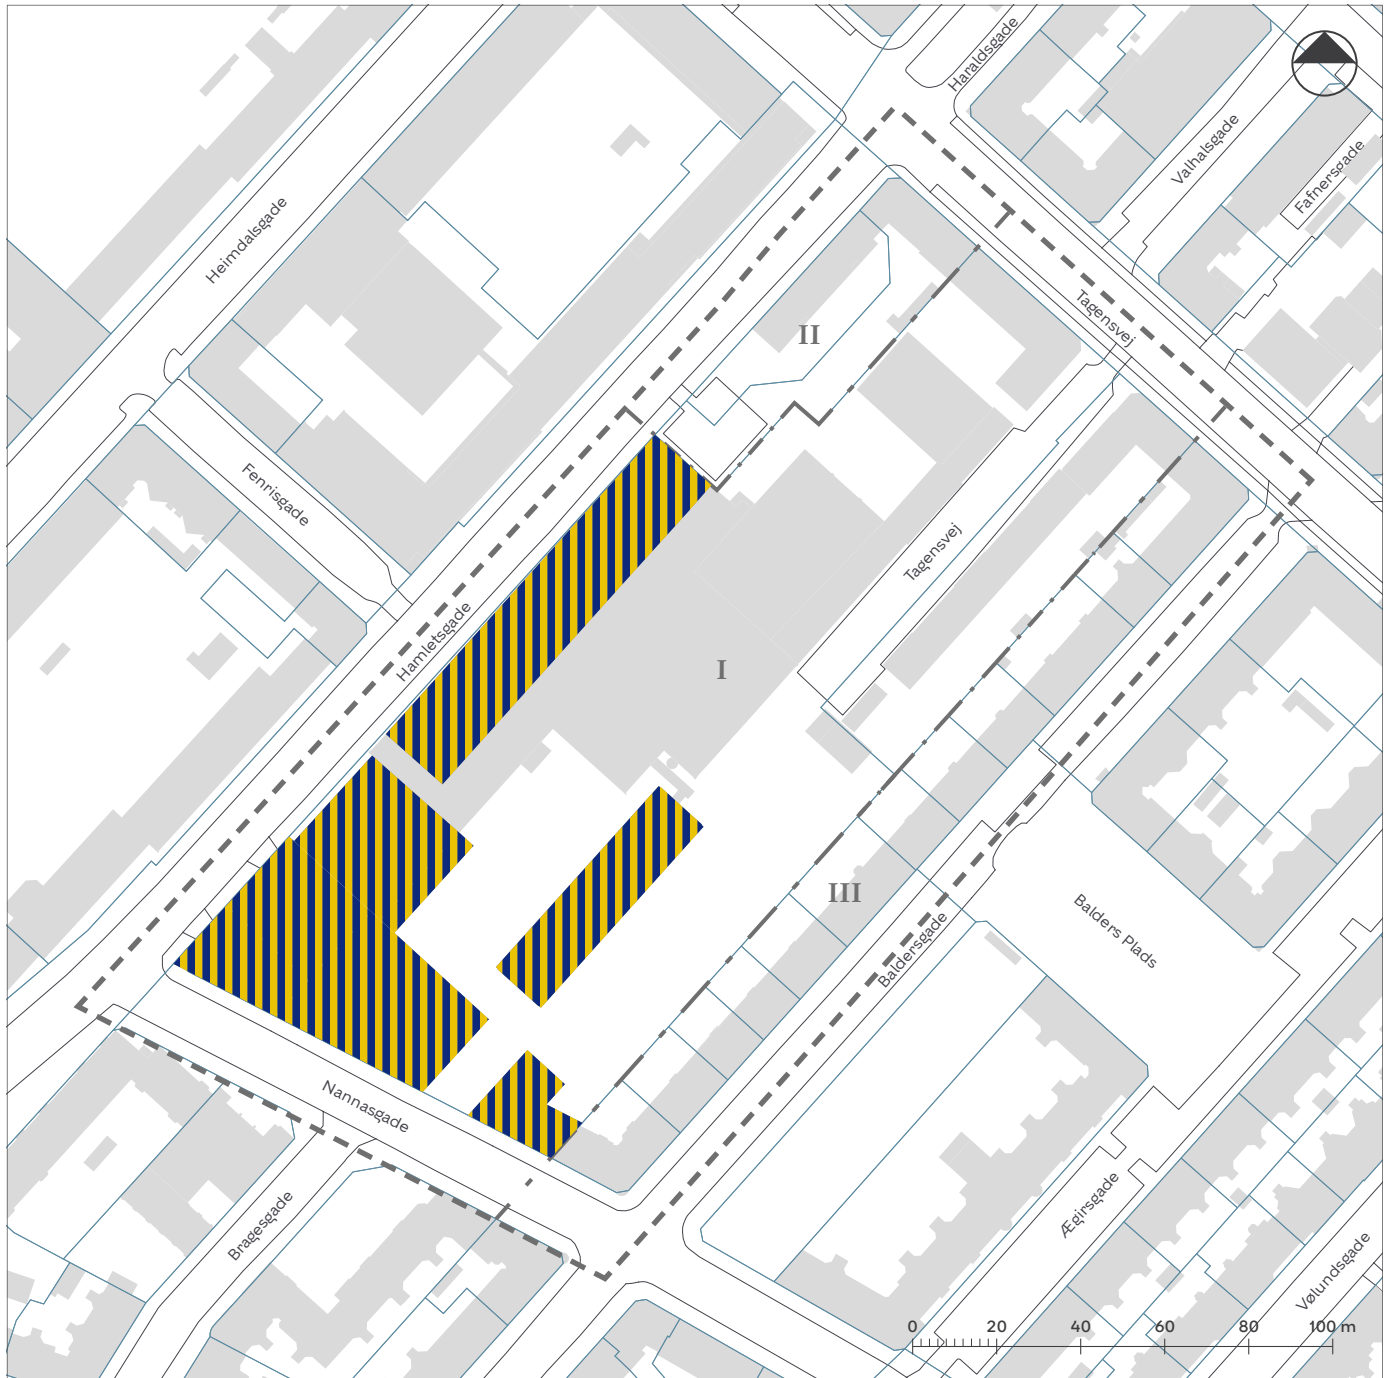 Haraldsgade
Valhalsgade
Fafnersgade
Heimdalsgade
Tagensvej
II
Fenrisgade
Tagensvej
Hamletsgade
I
III
Baldersgade
Balders Plads
Nannasgade
Bragesgade
Ægirsgade
Vølundsgade
0 20 40 60 80 100 m